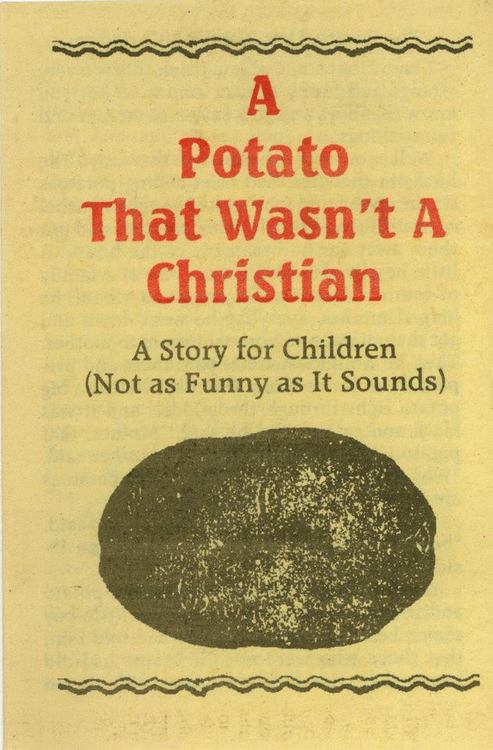 A
Potato
That Wasn't A
Christian
A Story for Children
(Not as Funny as It Sounds)